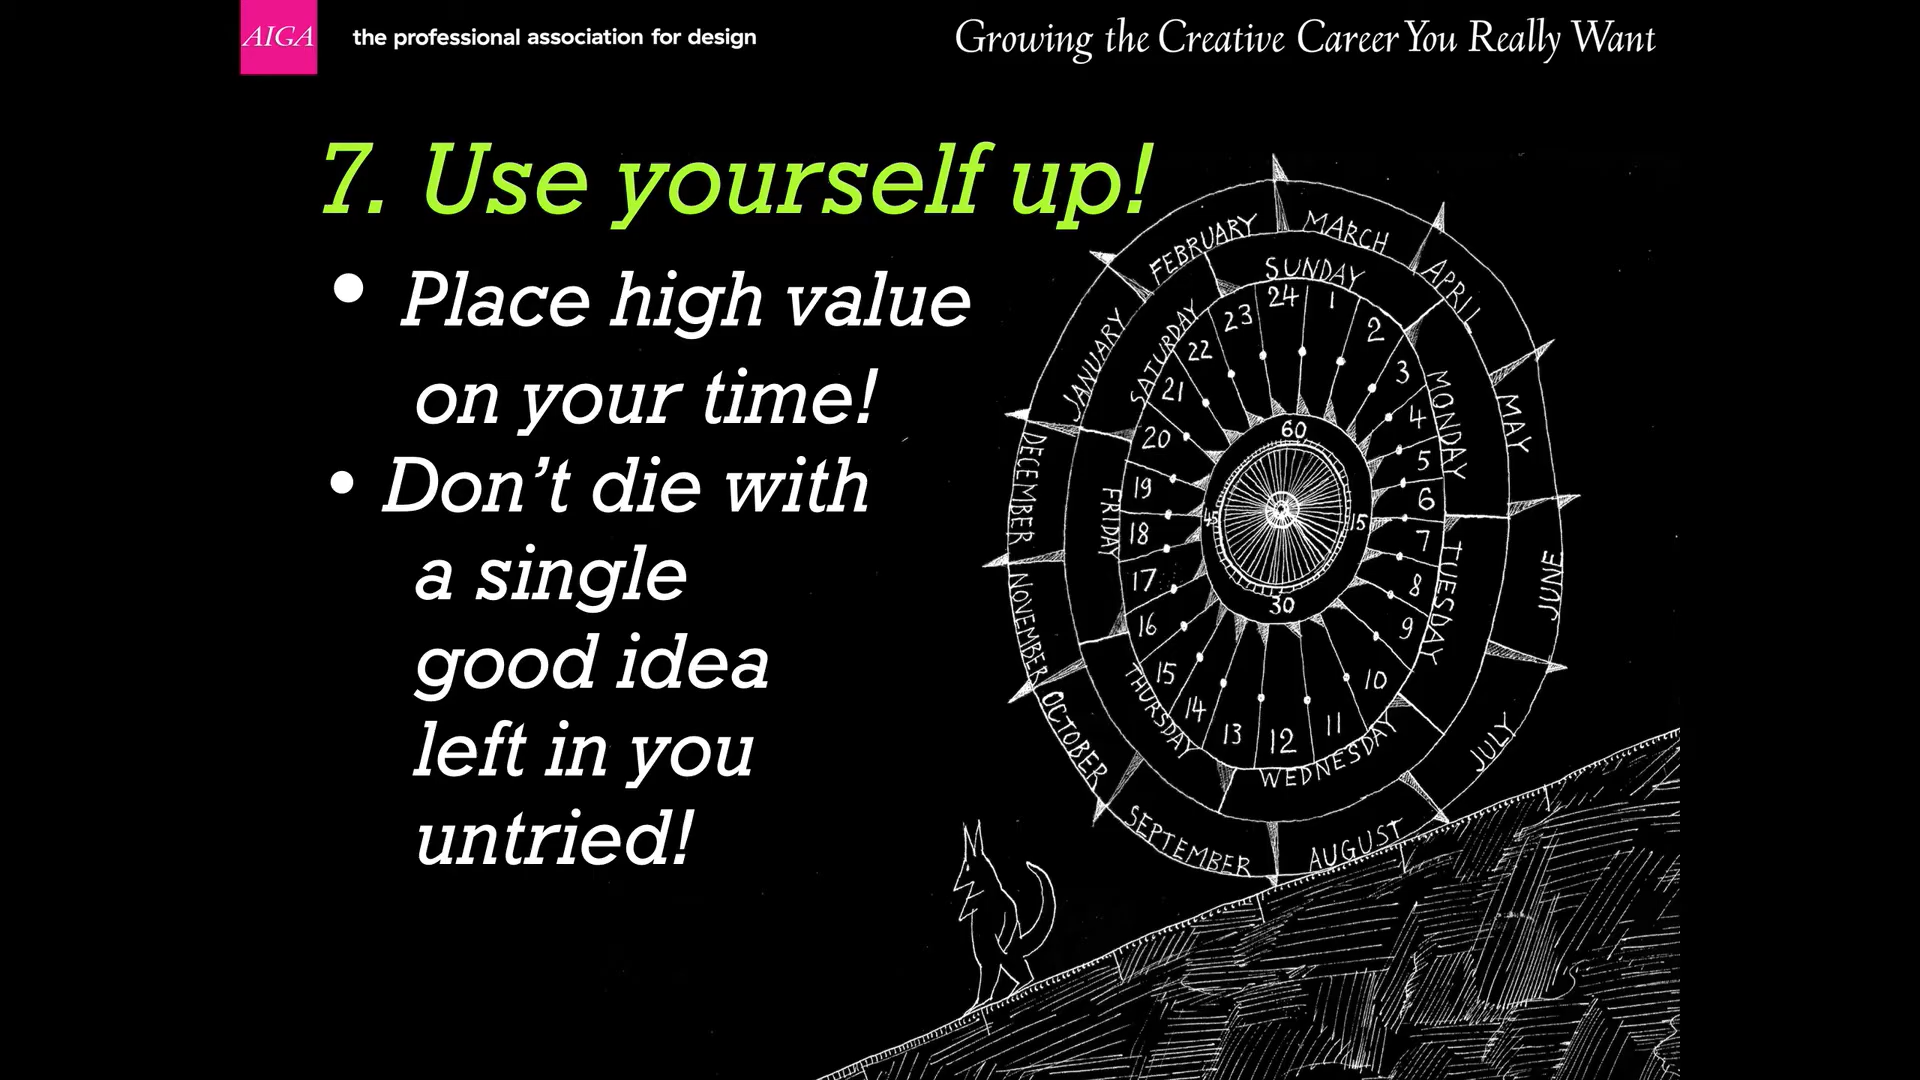 AIGA the professional association for design
Growing the Creative Career You Really Want
7. Use yourself up!
• Place high value
on your time!
• Don’t die with
a single
good idea
left in you
untried!
JANUARY
FEBRUARY
MARCH
APRIL
MAY
JUNE
JULY
AUGUST
SEPTEMBER
OCTOBER
NOVEMBER
DECEMBER
SUNDAY
MONDAY
TUESDAY
WEDNESDAY
THURSDAY
FRIDAY
SATURDAY
1
2
3
4
5
6
7
8
9
10
11
12
13
14
15
16
17
18
19
20
21
22
23
24
60
15
30
45